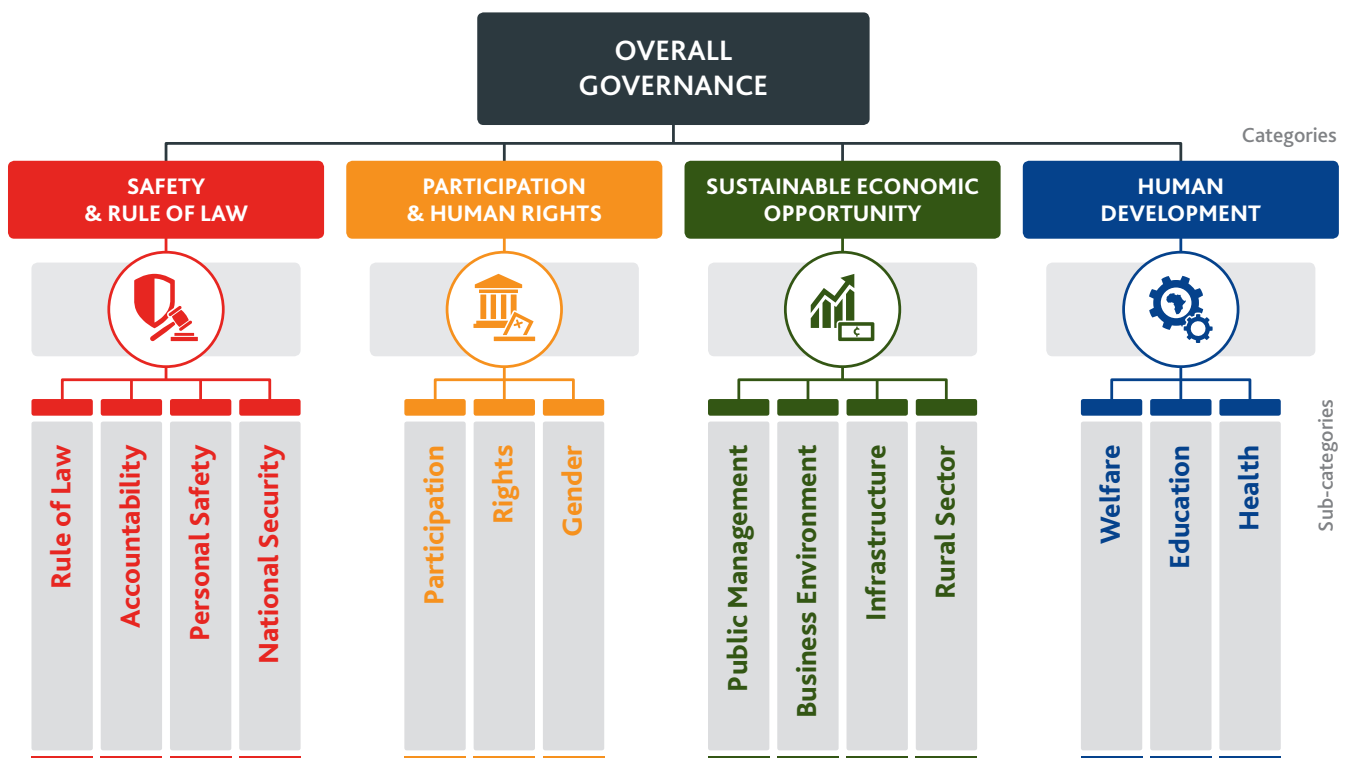 OVERALL
GOVERNANCE
Categories
SAFETY
& RULE OF LAW
PARTICIPATION
& HUMAN RIGHTS
SUSTAINABLE ECONOMIC
OPPORTUNITY
HUMAN
DEVELOPMENT
¢
Sub-categories
Rule of Law
Accountability
Personal Safety
National Security
Participation
Rights
Gender
Public Management
Business Environment
Infrastructure
Rural Sector
Welfare
Education
Health